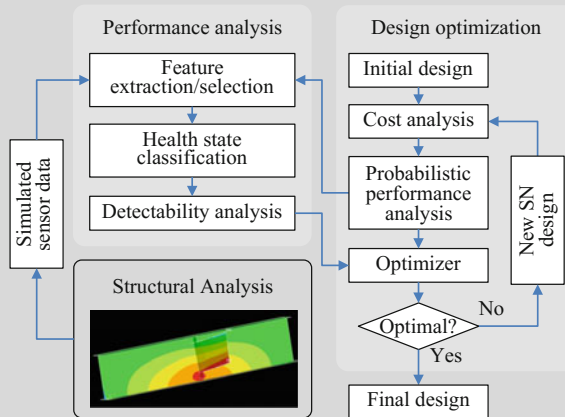 Performance analysis
Feature
extraction/selection
Health state
classification
Detectability analysis
Simulated
sensor data
Structural Analysis
Design optimization
Initial design
Cost analysis
Probabilistic
performance
analysis
Optimizer
Optimal?
No
Yes
New SN
design
Final design